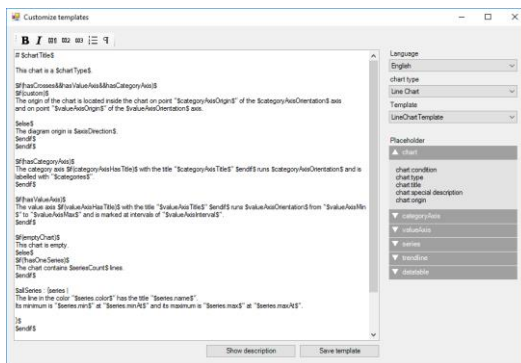 Customize templates
B I H1 H2 H3 ¶
# $chartTitle$
This chart is a $chartType$.
$if(hasCrosses&&hasValueAxis&&hasCategoryAxis)$
$if(custom)$
The origin of the chart is located inside the chart on point "$categoryAxisOrigin$" of the $categoryAxisOrientation$ axis
and on point "$valueAxisOrigin$" of the $valueAxisOrientation$ axis.
$else$
The diagram origin is $axisDirection$.
$endif$
$endif$
$if(hasCategoryAxis)$
The category axis $if(categoryAxisHasTitle)$ with the title "$categoryAxisTitle$" $endif$ runs $categoryAxisOrientation$ and is
labelled with "$categories$".
$endif$
$if(hasValueAxis)$
The value axis $if(valueAxisHasTitle)$ with the title "$valueAxisTitle$" $endif$ runs $valueAxisOrientation$ from "$valueAxisMin
$" to "$valueAxisMax$" and is marked at intervals of "$valueAxisInterval$".
$endif$
$if(emptyChart)$
This chart is empty.
$else$
$if(hasOneSeries)$
The chart contains $seriesCount$ lines.
$endif$
$allSeries : {series |
The line in the color "$series.color$" has the title "$series.name$".
Its minimum is "$series.min$" at "$series.minAt$" and its maximum is "$series.max$" at "$series.maxAt$".
}$
$endif$
Show description
Save template
Language
English
chart type
Line Chart
Template
LineChartTemplate
Placeholder
chart
chart condition
chart type
chart title
chart special description
chart origin
categoryAxis
valueAxis
series
trendline
datatable